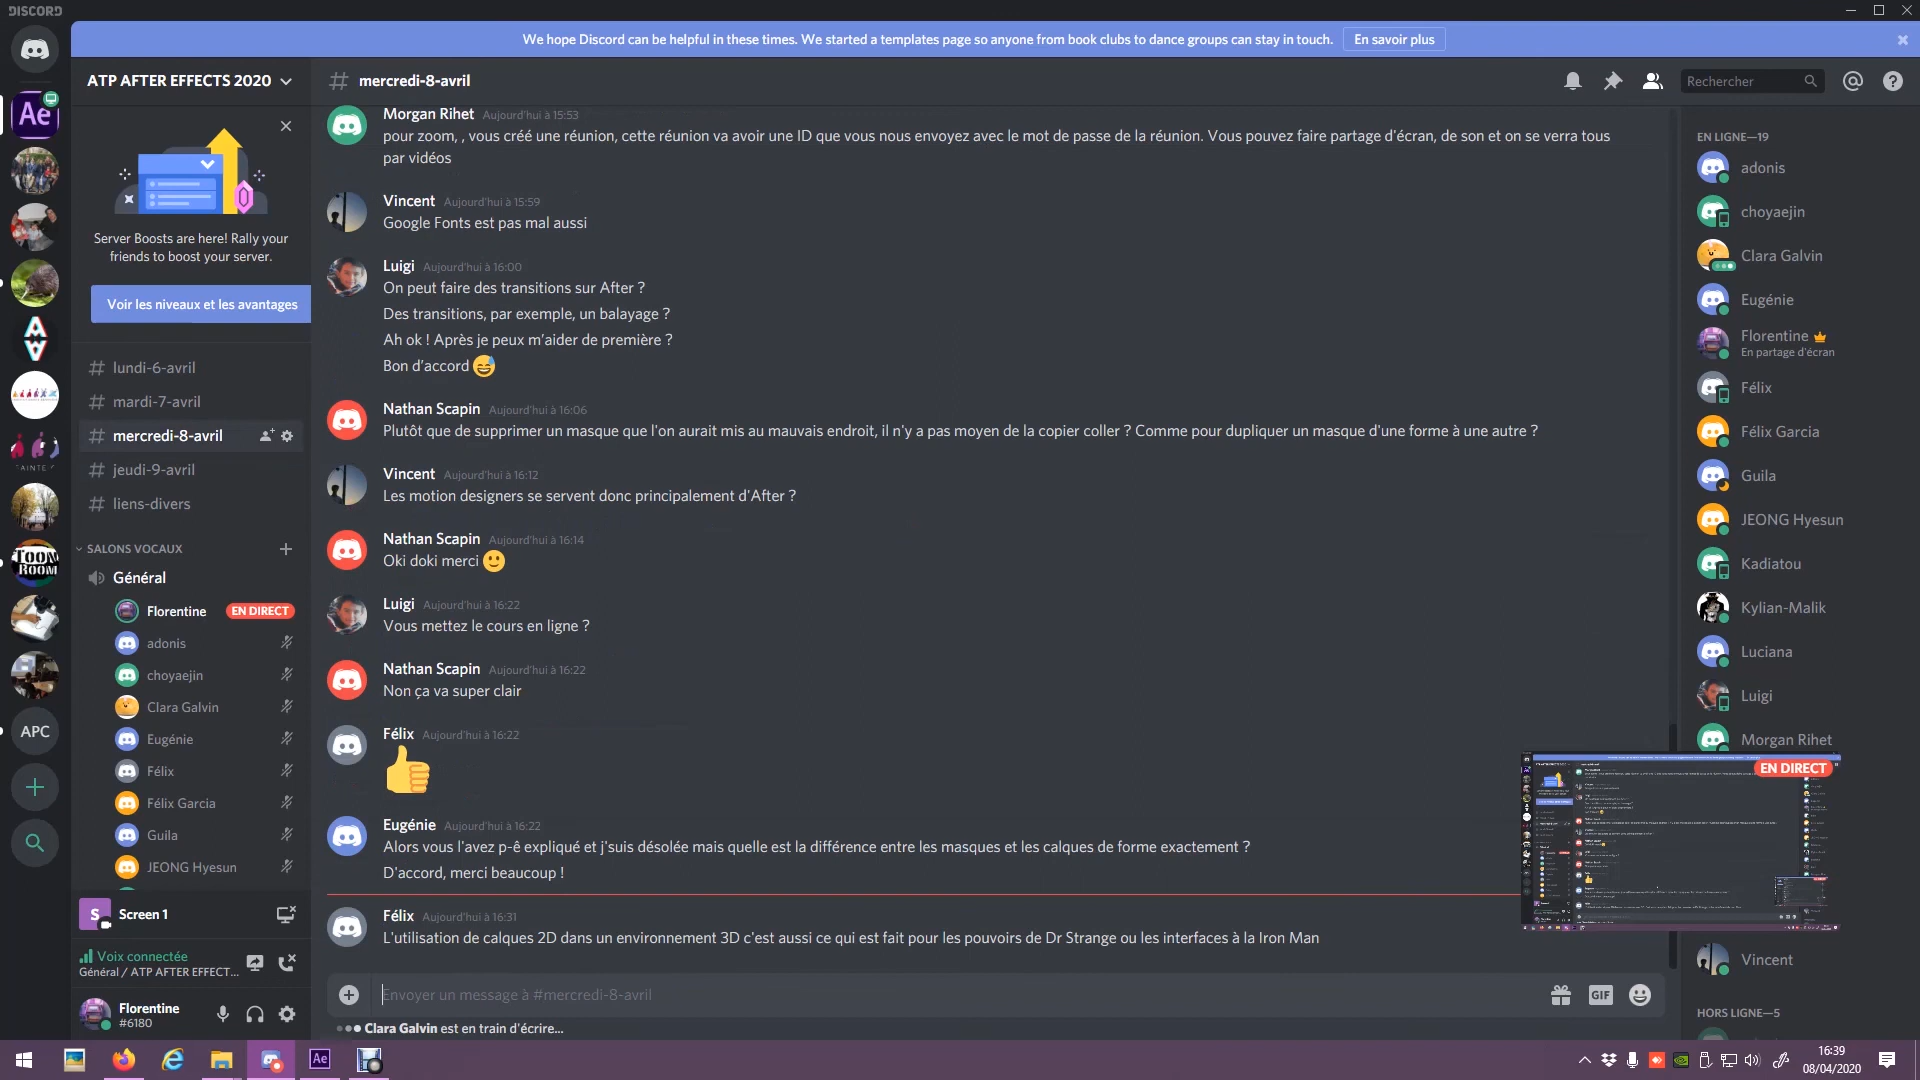 DISCORD
We hope Discord can be helpful in these times. We started a templates page so anyone from book clubs to dance groups can stay in touch.
En savoir plus
ATP AFTER EFFECTS 2020
mercredi-8-avril
Rechercher
Ae
Server Boosts are here! Rally your
friends to boost your server.
Voir les niveaux et les avantages
lundi-6-avril
mardi-7-avril
mercredi-8-avril
jeudi-9-avril
liens-divers
SALONS VOCAUX
Général
Florentine EN DIRECT
adonis
choyaejin
Clara Galvin
Eugénie
Félix
Félix Garcia
Guila
JEONG Hyesun
TOON
ROOM
APC
S
Screen 1
Voix connectée
Général / ATP AFTER EFFECT...
Florentine
#6180
Morgan Rihet Aujourd'hui à 15:53
pour zoom, , vous créé une réunion, cette réunion va avoir une ID que vous nous envoyez avec le mot de passe de la réunion. Vous pouvez faire partage d'écran, de son et on se verra tous
par vidéos
Vincent Aujourd'hui à 15:59
Google Fonts est pas mal aussi
Luigi Aujourd'hui à 16:00
On peut faire des transitions sur After ?
Des transitions, par exemple, un balayage ?
Ah ok ! Après je peux m’aider de première ?
Bon d’accord 😅
Nathan Scapin Aujourd'hui à 16:06
Plutôt que de supprimer un masque que l'on aurait mis au mauvais endroit, il n'y a pas moyen de la copier coller ? Comme pour dupliquer un masque d'une forme à une autre ?
Vincent Aujourd'hui à 16:12
Les motion designers se servent donc principalement d'After ?
Nathan Scapin Aujourd'hui à 16:14
Oki doki merci 🙂
Luigi Aujourd'hui à 16:22
Vous mettez le cours en ligne ?
Nathan Scapin Aujourd'hui à 16:22
Non ça va super clair
Félix Aujourd'hui à 16:22
👍
Eugénie Aujourd'hui à 16:22
Alors vous l'avez p-ê expliqué et j'suis désolée mais quelle est la différence entre les masques et les calques de forme exactement ?
D'accord, merci beaucoup !
Félix Aujourd'hui à 16:31
L'utilisation de calques 2D dans un environnement 3D c'est aussi ce qui est fait pour les pouvoirs de Dr Strange ou les interfaces à la Iron Man
Envoyer un message à #mercredi-8-avril
GIF
Clara Galvin est en train d'écrire...
EN LIGNE—19
adonis
choyaejin
Clara Galvin
Eugénie
Florentine
En partage d'écran
Félix
Félix Garcia
Guila
JEONG Hyesun
Kadiatou
Kylian-Malik
Luciana
Luigi
Morgan Rihet
EN DIRECT
Vincent
HORS LIGNE—5
Ae
16:39
08/04/2020